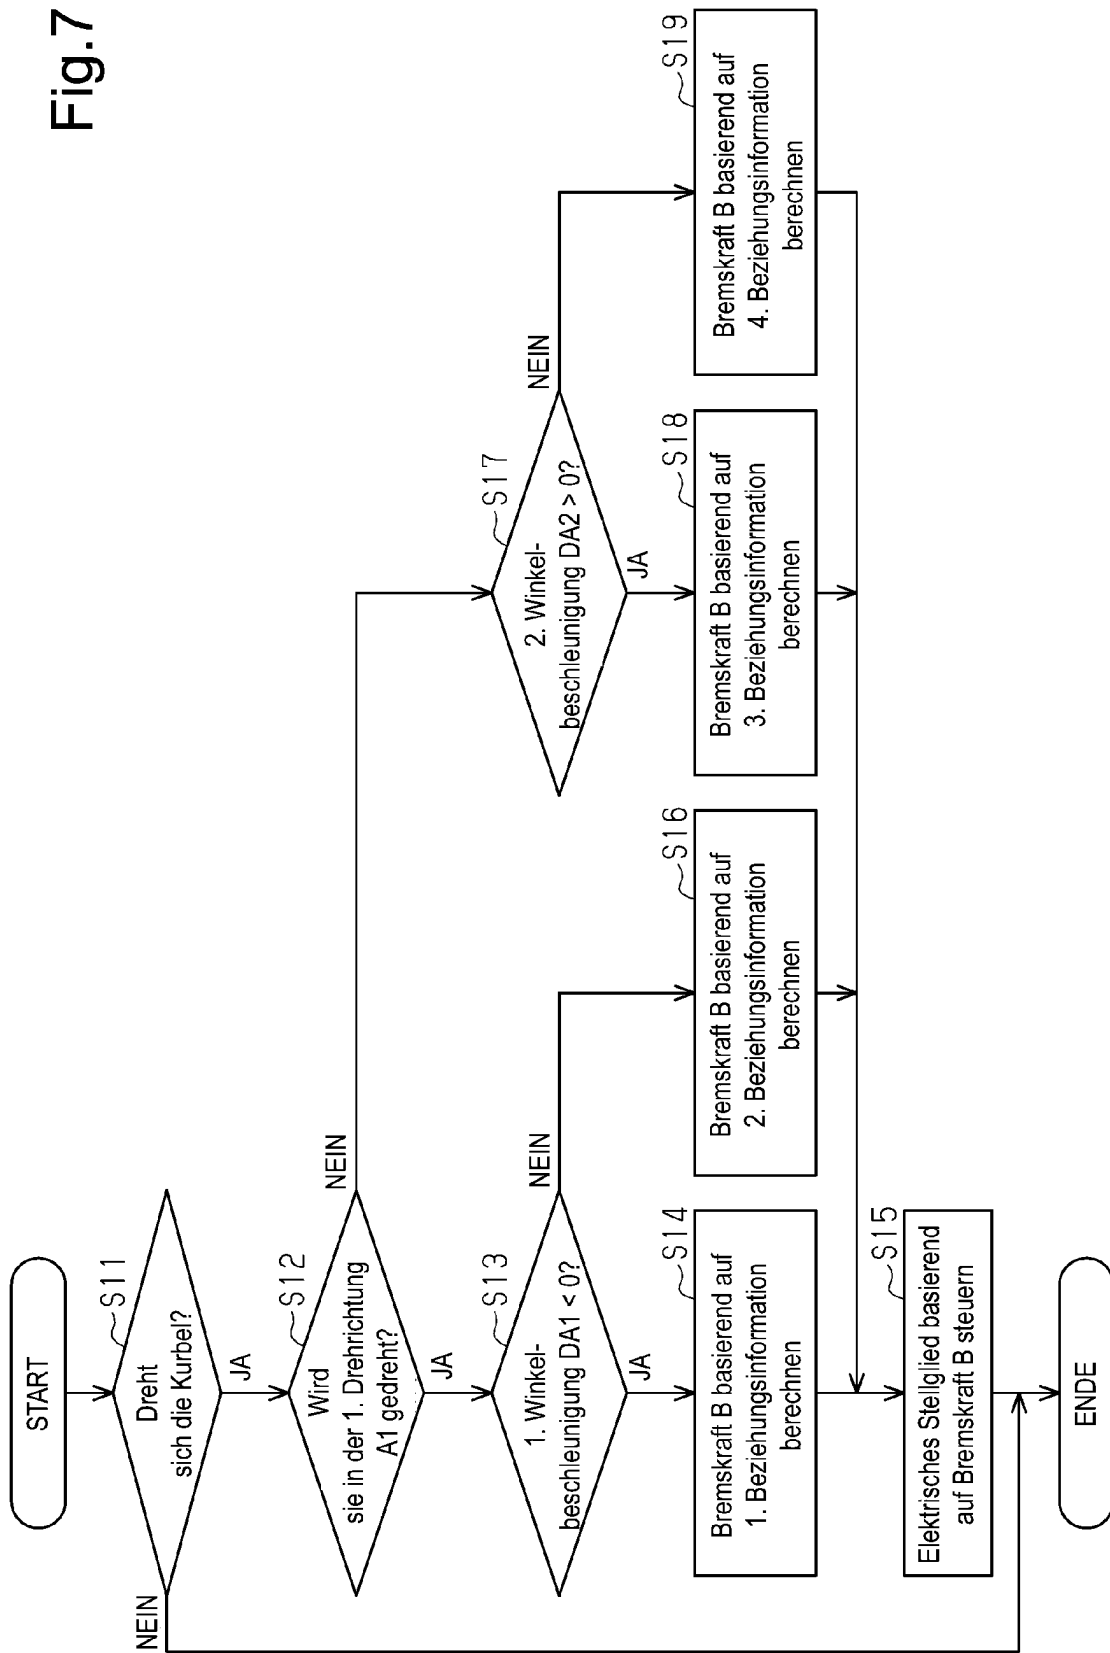 Fig.7
START
Dreht
sich die Kurbel?
S11
NEIN
JA
Wird
sie in der 1. Drehrichtung
A1 gedreht?
S12
NEIN
JA
1. Winkel-
beschleunigung DA1 < 0?
S13
NEIN
JA
2. Winkel-
beschleunigung DA2 > 0?
S17
NEIN
JA
Bremskraft B basierend auf
1. Beziehungsinformation
berechnen
S14
Bremskraft B basierend auf
2. Beziehungsinformation
berechnen
S16
Bremskraft B basierend auf
3. Beziehungsinformation
berechnen
S18
Bremskraft B basierend auf
4. Beziehungsinformation
berechnen
S19
Elektrisches Stellglied basierend
auf Bremskraft B steuern
S15
ENDE